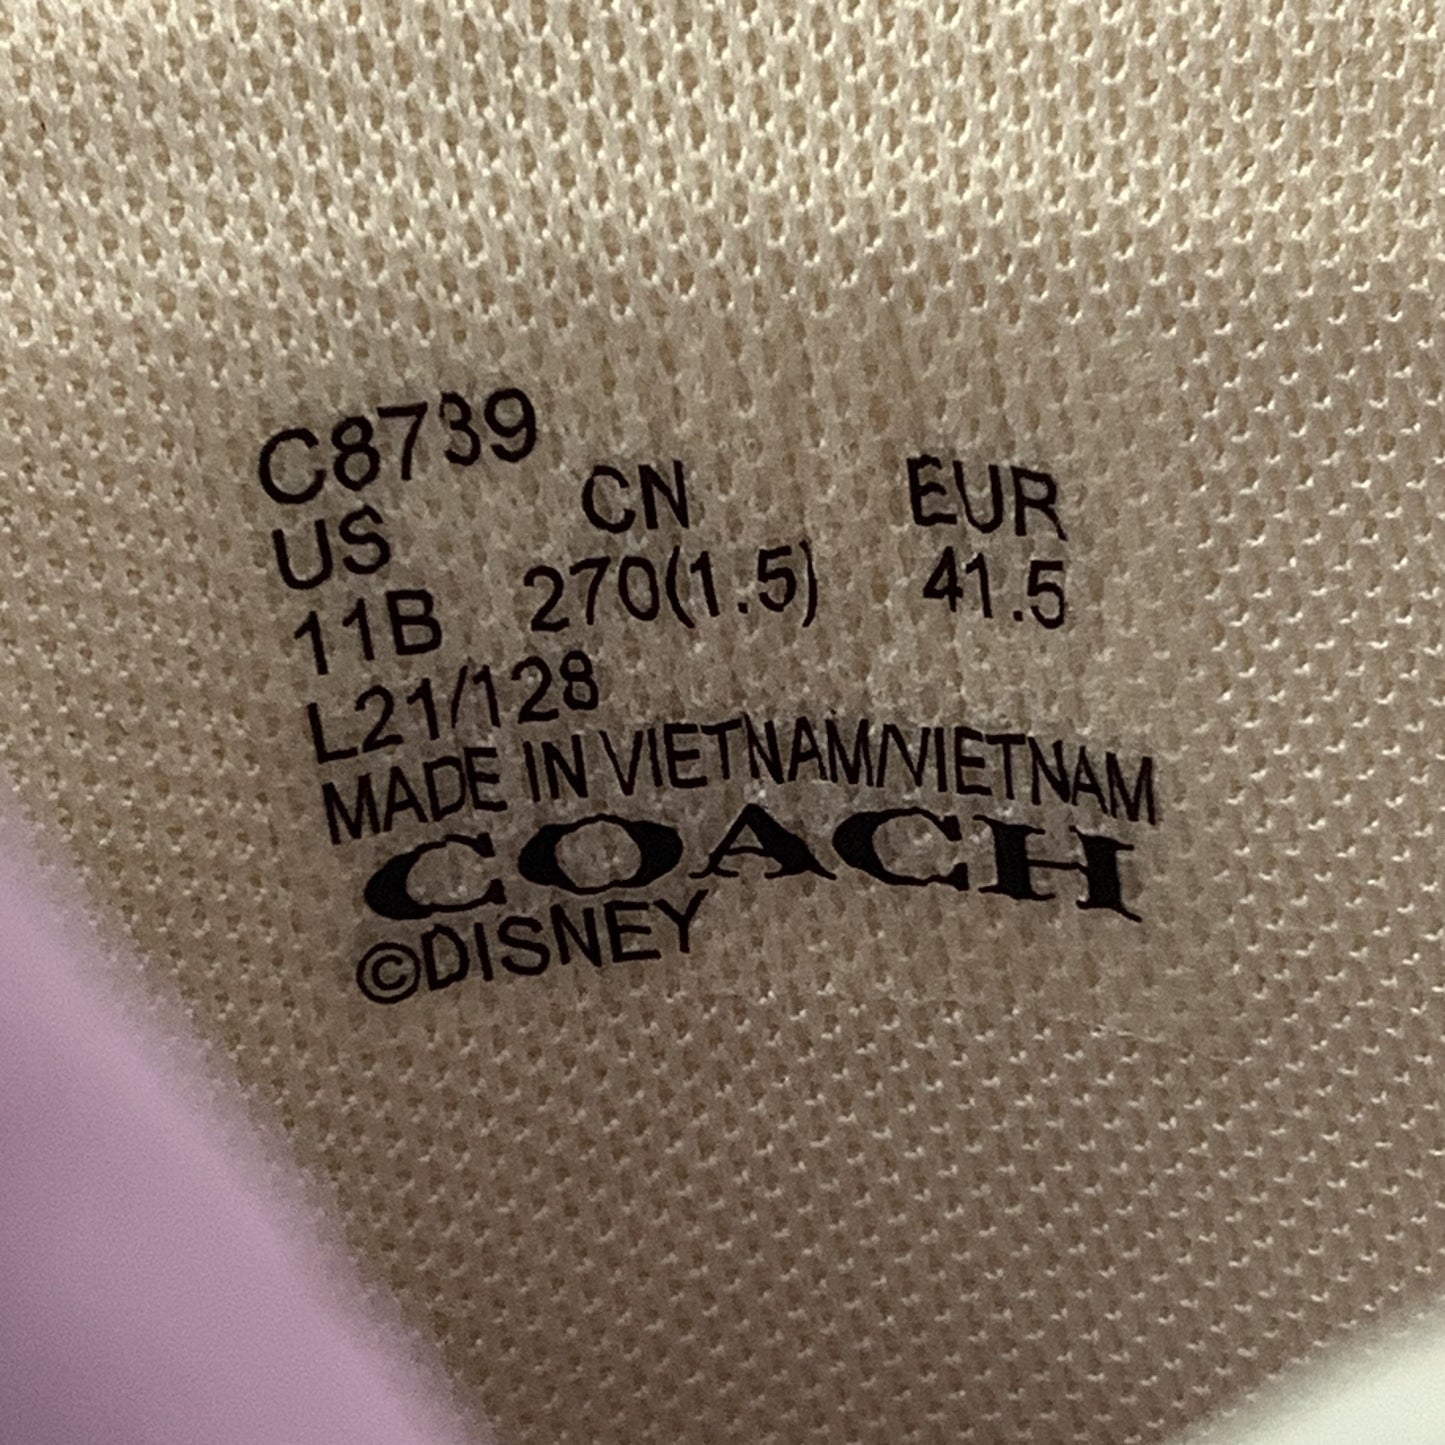 C8739
US CN EUR
11B 270(1.5) 41.5
L21/128
MADE IN VIETNAM/VIETNAM
COACH
©DISNEY